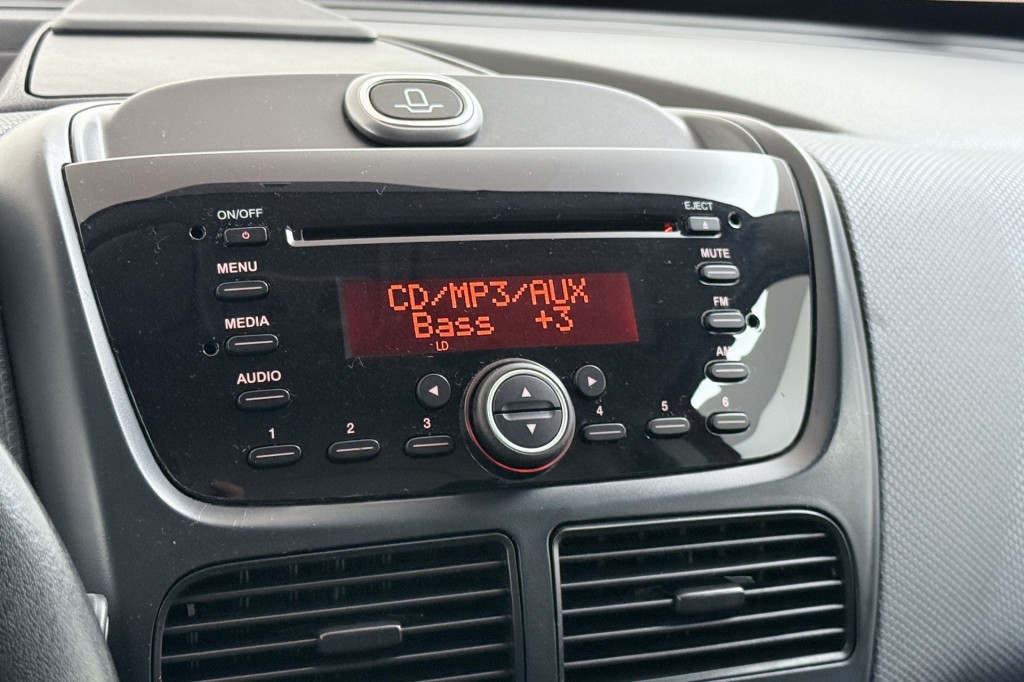 ON/OFF
EJECT
MENU
MUTE
CD/MP3/AUX
Bass +3
LD
MEDIA
FM
AUDIO
AM
1
2
3
4
5
6